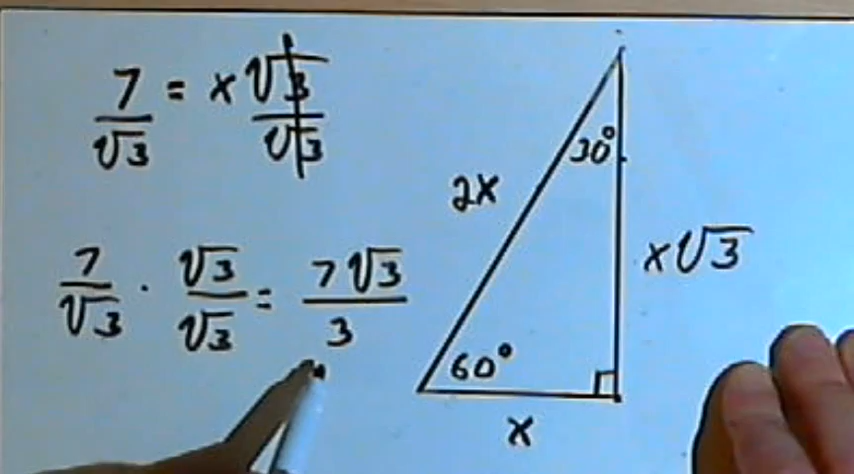 7/√3 = x√3/√3
7/√3 · √3/√3 = 7√3/3
30°
2x
x√3
60°
x